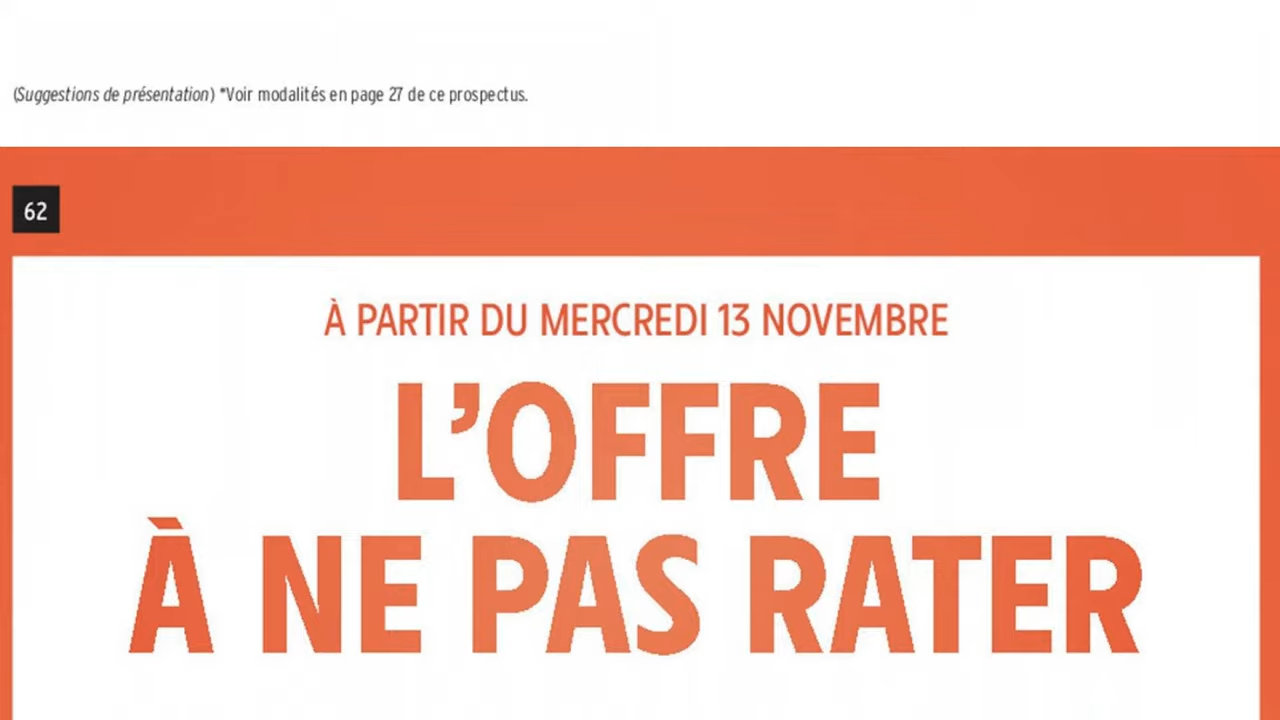 (Suggestions de présentation) *Voir modalités en page 27 de ce prospectus.
62
À PARTIR DU MERCREDI 13 NOVEMBRE
L’OFFRE
À NE PAS RATER